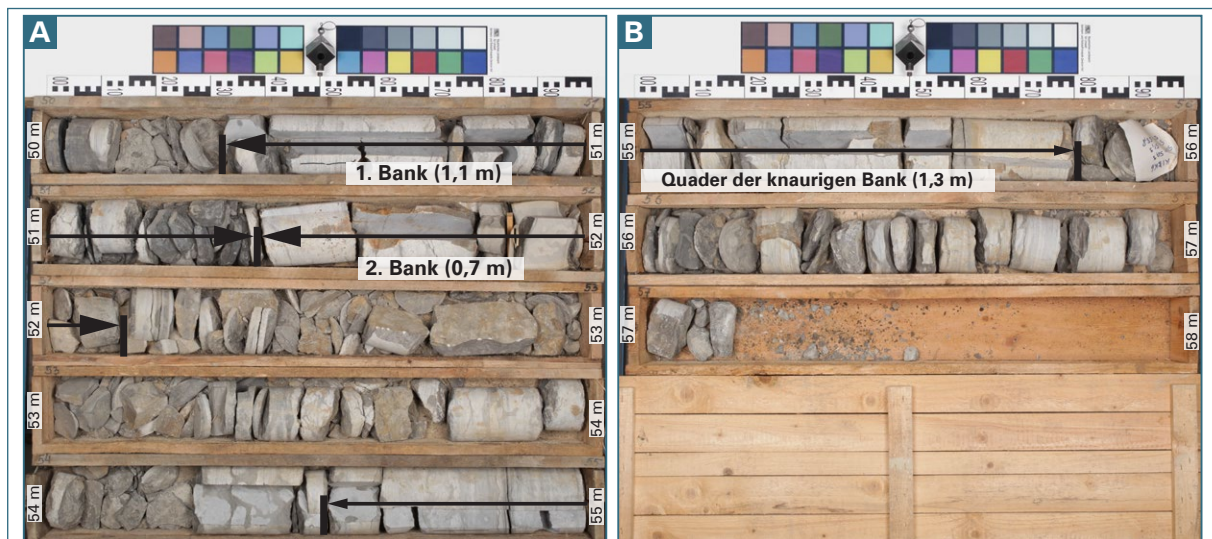 A
B
00 10 20 30 40 50 60 70 80 90
00 10 20 30 40 50 60 70 80 90
50 m
51 m
1. Bank (1,1 m)
51 m
52 m
2. Bank (0,7 m)
52 m
53 m
53 m
54 m
54 m
55 m
55 m
56 m
Quader der knaurigen Bank (1,3 m)
56 m
57 m
57 m
58 m